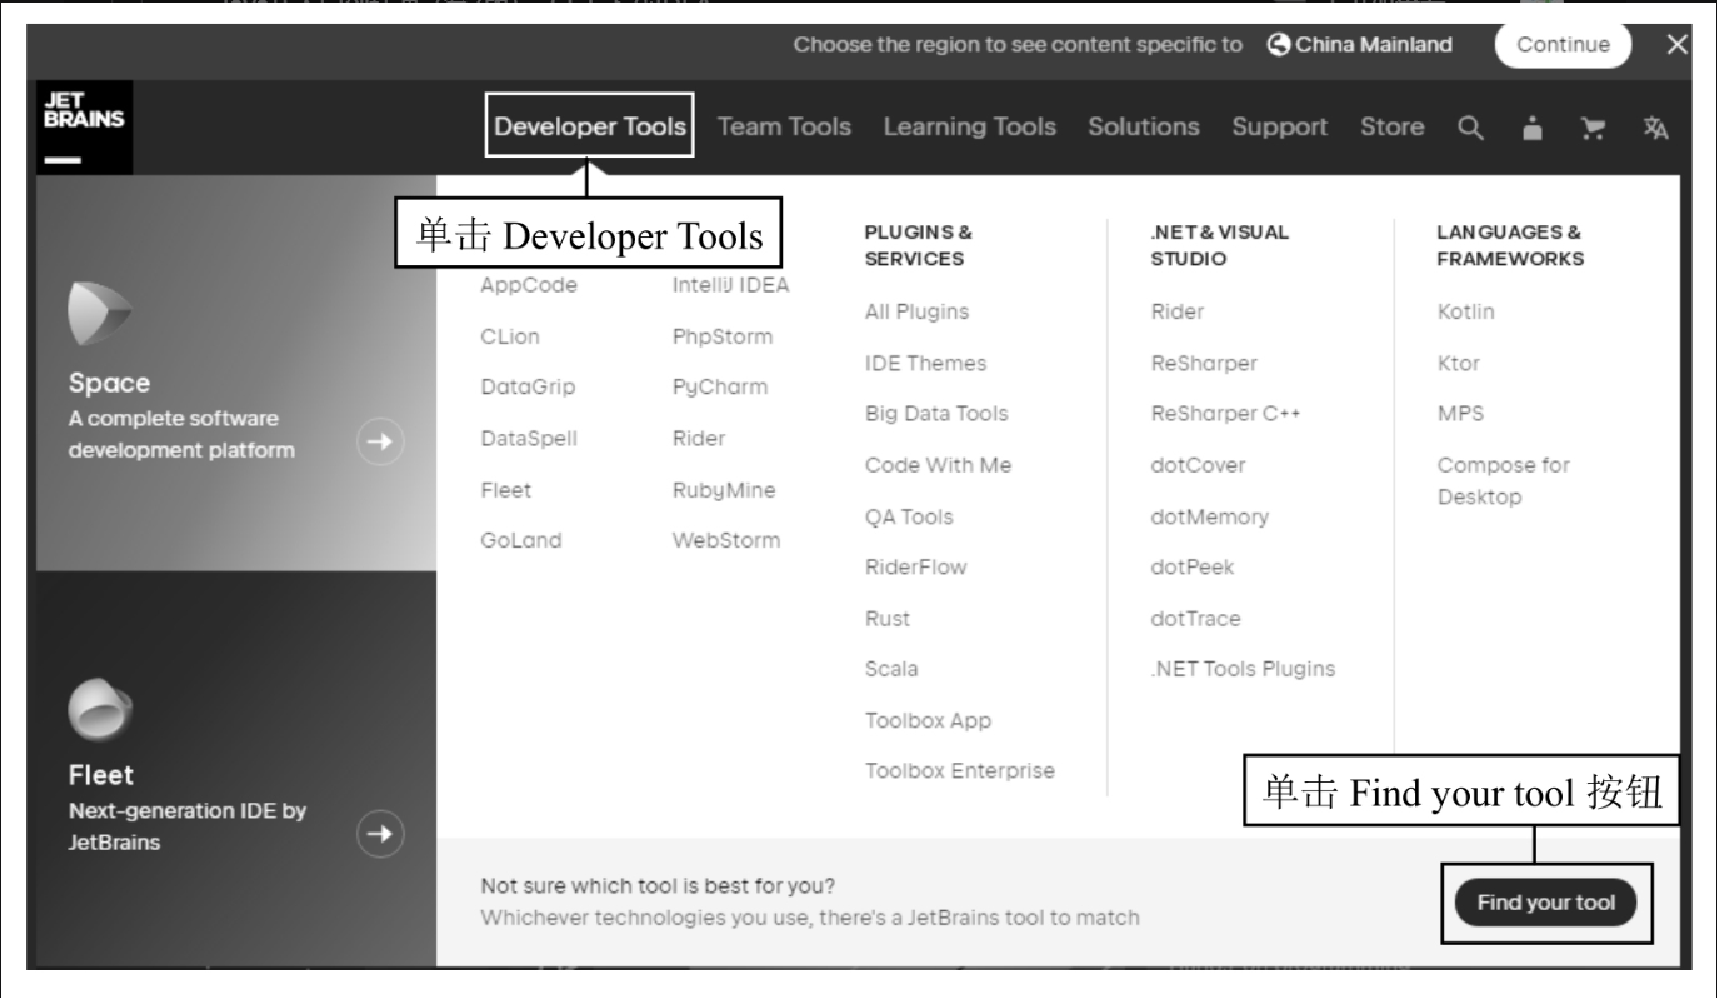 Choose the region to see content specific to China Mainland Continue
JET
BRAINS
Developer Tools Team Tools Learning Tools Solutions Support Store
单击 Developer Tools
Space
A complete software
development platform
Fleet
Next-generation IDE by
JetBrains
AppCode
CLion
DataGrip
DataSpell
Fleet
GoLand
IntelliJ IDEA
PhpStorm
PyCharm
Rider
RubyMine
WebStorm
PLUGINS &
SERVICES
All Plugins
IDE Themes
Big Data Tools
Code With Me
QA Tools
RiderFlow
Rust
Scala
Toolbox App
Toolbox Enterprise
.NET & VISUAL
STUDIO
Rider
ReSharper
ReSharper C++
dotCover
dotMemory
dotPeek
dotTrace
.NET Tools Plugins
LANGUAGES &
FRAMEWORKS
Kotlin
Ktor
MPS
Compose for
Desktop
单击 Find your tool 按钮
Not sure which tool is best for you?
Whichever technologies you use, there's a JetBrains tool to match
Find your tool